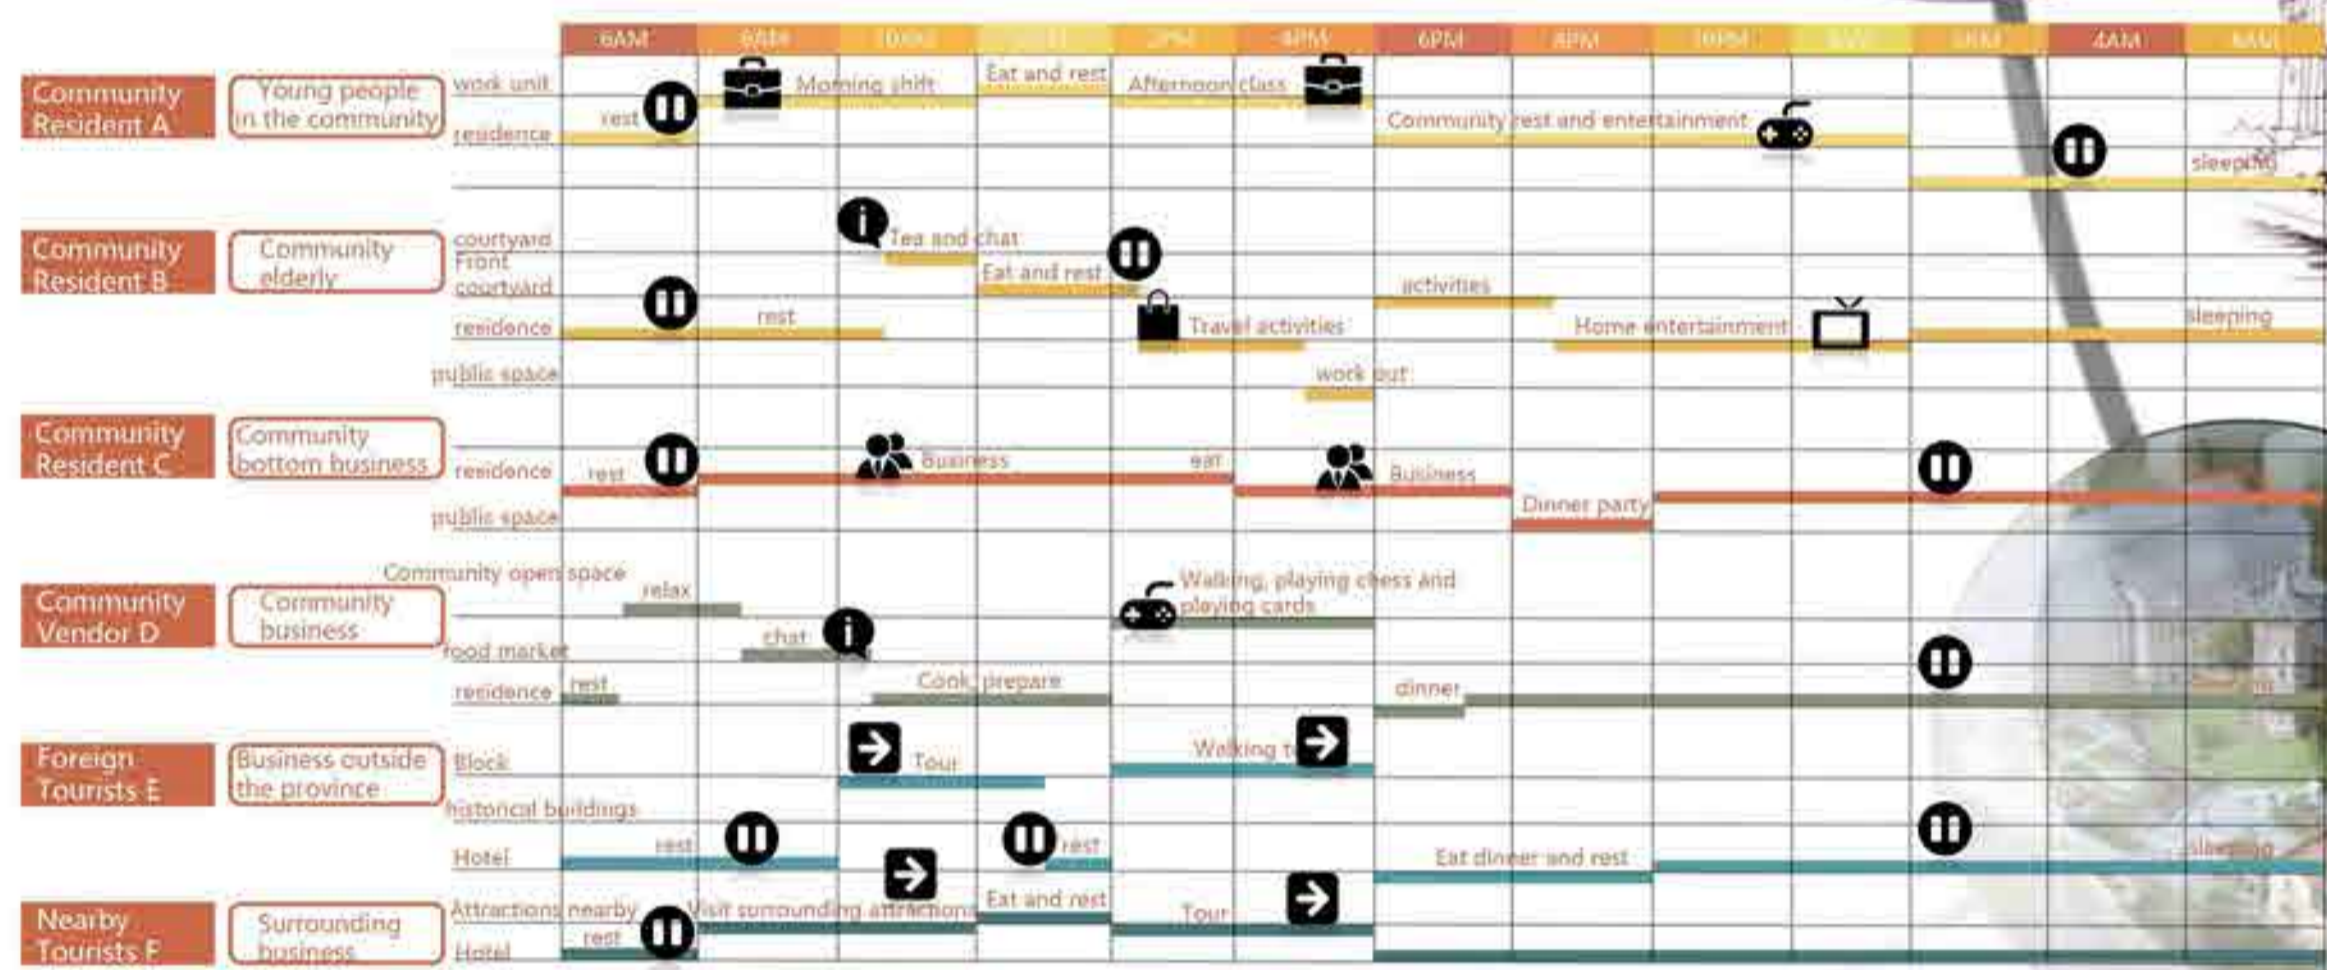 6AM 8AM 10AM 2PM 4PM 6PM 8PM 10PM 4AM
Community
Resident A
Young people
in the community
work unit
residence
rest
Morning shift
Eat and rest
Afternoon class
Community rest and entertainment
sleeping
Community
Resident B
Community
elderly
courtyard
Front
courtyard
residence
public space
Tea and chat
Eat and rest
rest
Travel activities
work out
activities
Home entertainment
sleeping
Community
Resident C
Community
bottom business
residence
public space
rest
Business
eat
Business
Dinner party
Community
Vendor D
Community
business
Community open space
food market
residence
relax
chat
rest
Cook, prepare
Walking, playing chess and
playing cards
dinner
Foreign
Tourists E
Business outside
the province
Block
historical buildings
Hotel
Tour
Walking
rest
rest
Eat dinner and rest
sleeping
Nearby
Tourists F
Surrounding
business
Attractions nearby
Hotel
rest
Visit surrounding attractions
Eat and rest
Tour